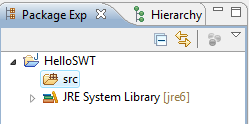 Package Exp
Hierarchy
HelloSWT
src
JRE System Library [jre6]